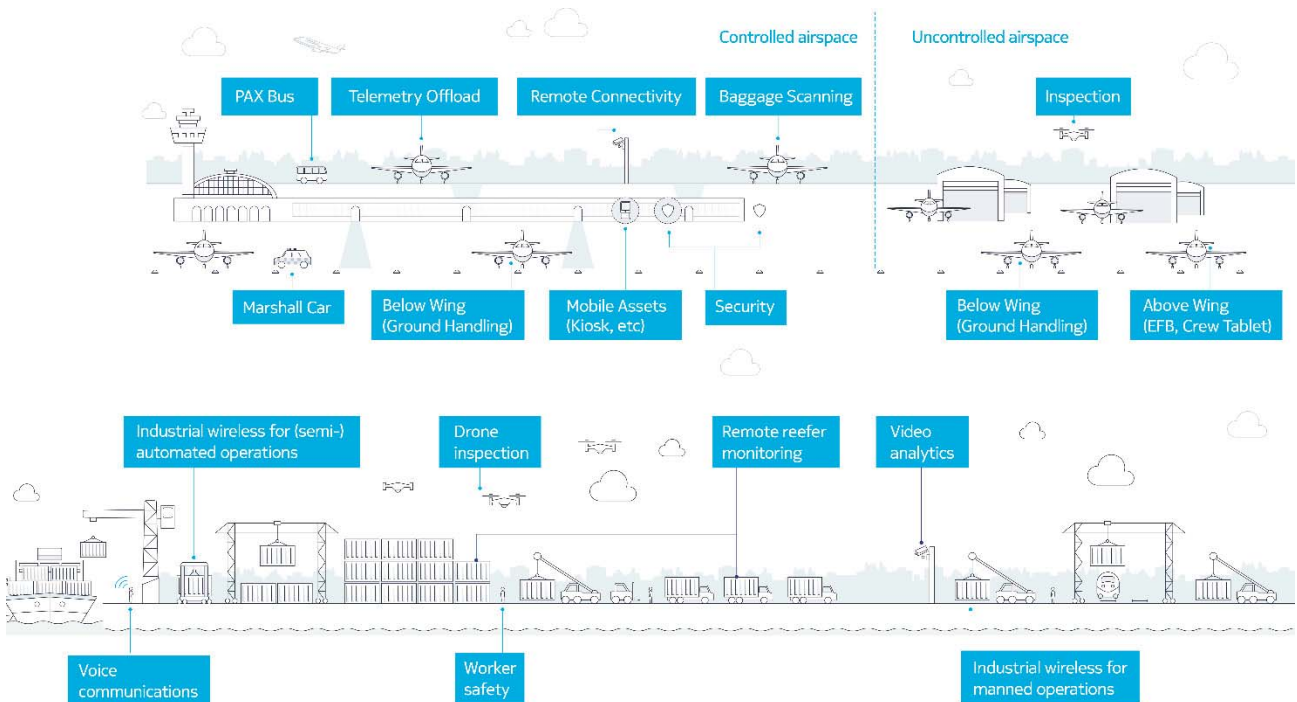 Controlled airspace
Uncontrolled airspace
PAX Bus
Telemetry Offload
Remote Connectivity
Baggage Scanning
Inspection
Marshall Car
Below Wing
(Ground Handling)
Mobile Assets
(Kiosk, etc)
Security
Below Wing
(Ground Handling)
Above Wing
(EFB, Crew Tablet)
Industrial wireless for (semi-)
automated operations
Drone
inspection
Remote reefer
monitoring
Video
analytics
Voice
communications
Worker
safety
Industrial wireless for
manned operations